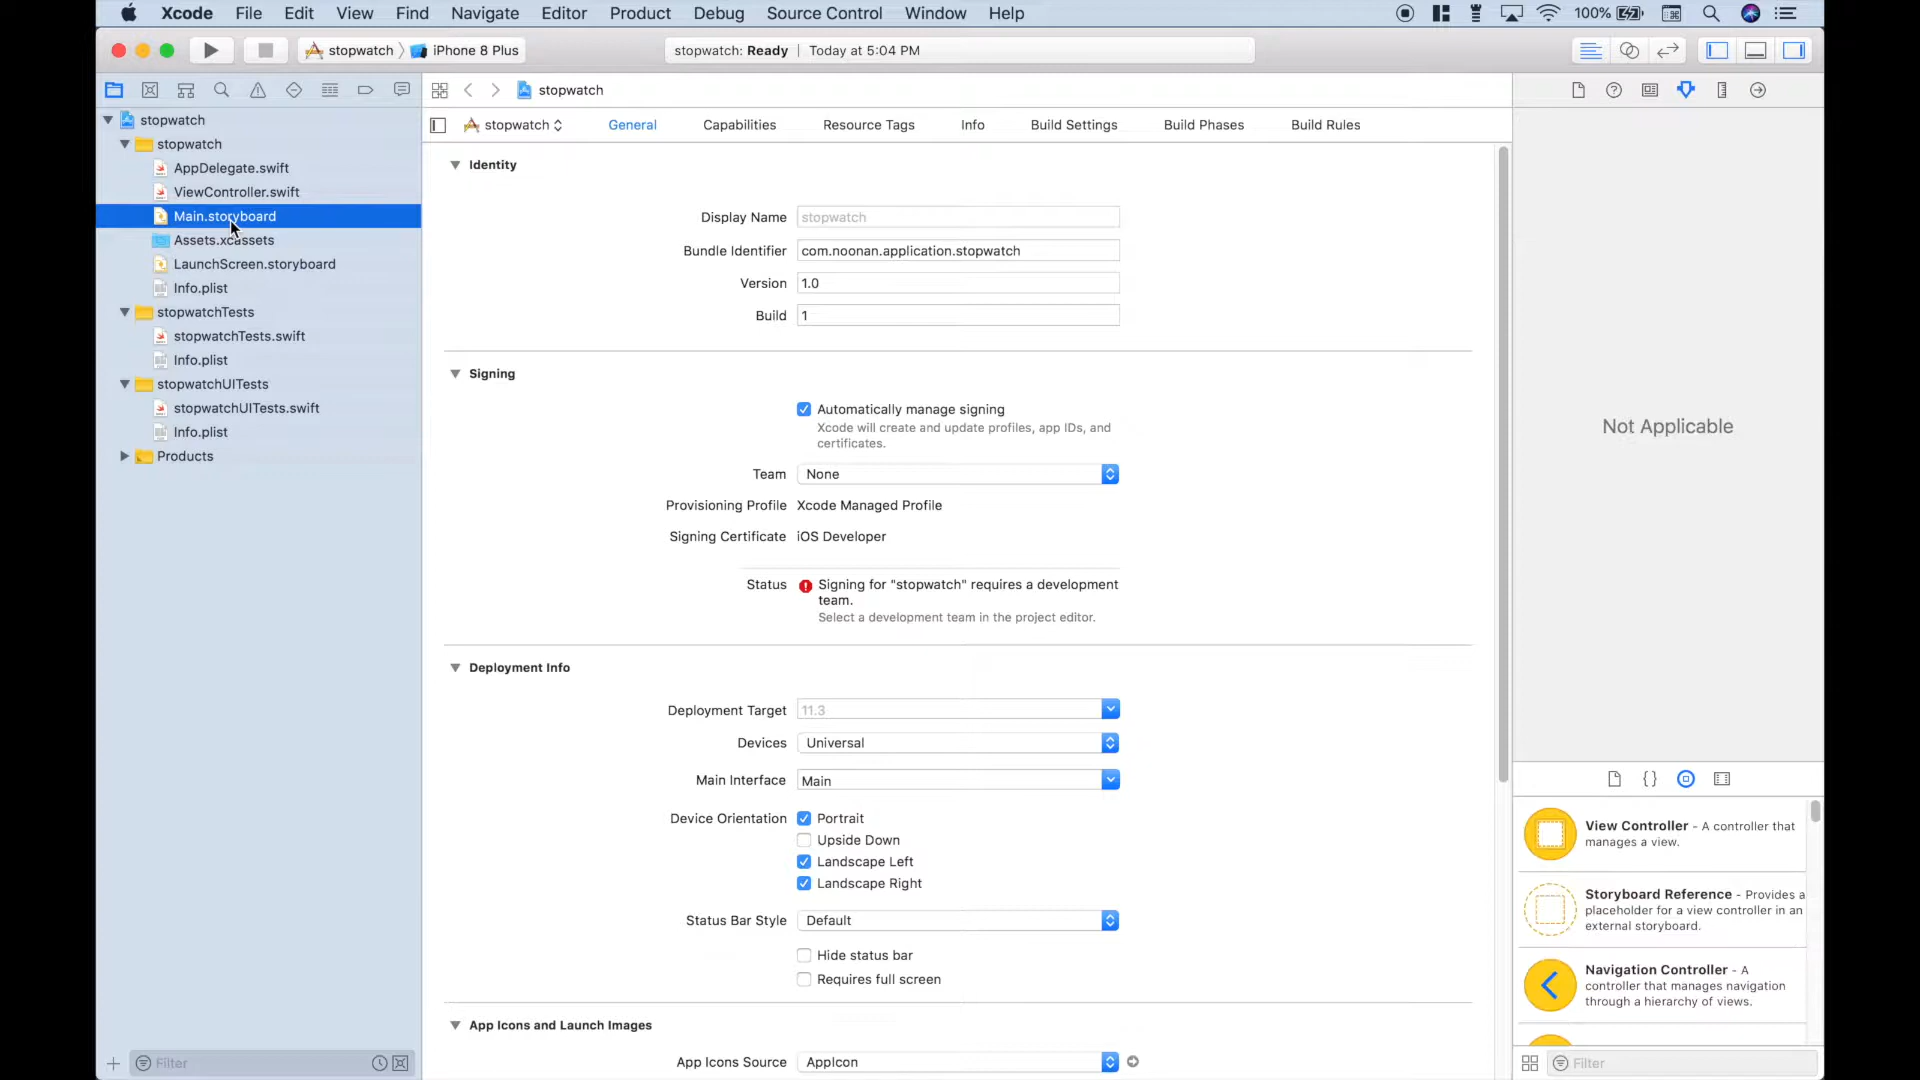 Xcode File Edit View Find Navigate Editor Product Debug Source Control Window Help 100%
stopwatch iPhone 8 Plus stopwatch: Ready | Today at 5:04 PM
stopwatch
stopwatch
stopwatch
AppDelegate.swift
ViewController.swift
Main.storyboard
Assets.xcassets
LaunchScreen.storyboard
Info.plist
stopwatchTests
stopwatchTests.swift
Info.plist
stopwatchUITests
stopwatchUITests.swift
Info.plist
Products
Filter
stopwatch General Capabilities Resource Tags Info Build Settings Build Phases Build Rules
Identity
Display Name stopwatch
Bundle Identifier com.noonan.application.stopwatch
Version 1.0
Build 1
Signing
Automatically manage signing
Xcode will create and update profiles, app IDs, and
certificates.
Team None
Provisioning Profile Xcode Managed Profile
Signing Certificate iOS Developer
Status Signing for "stopwatch" requires a development
team.
Select a development team in the project editor.
Deployment Info
Deployment Target 11.3
Devices Universal
Main Interface Main
Device Orientation Portrait
Upside Down
Landscape Left
Landscape Right
Status Bar Style Default
Hide status bar
Requires full screen
App Icons and Launch Images
App Icons Source AppIcon
Not Applicable
View Controller - A controller that
manages a view.
Storyboard Reference - Provides a
placeholder for a view controller in an
external storyboard.
Navigation Controller - A
controller that manages navigation
through a hierarchy of views.
Filter